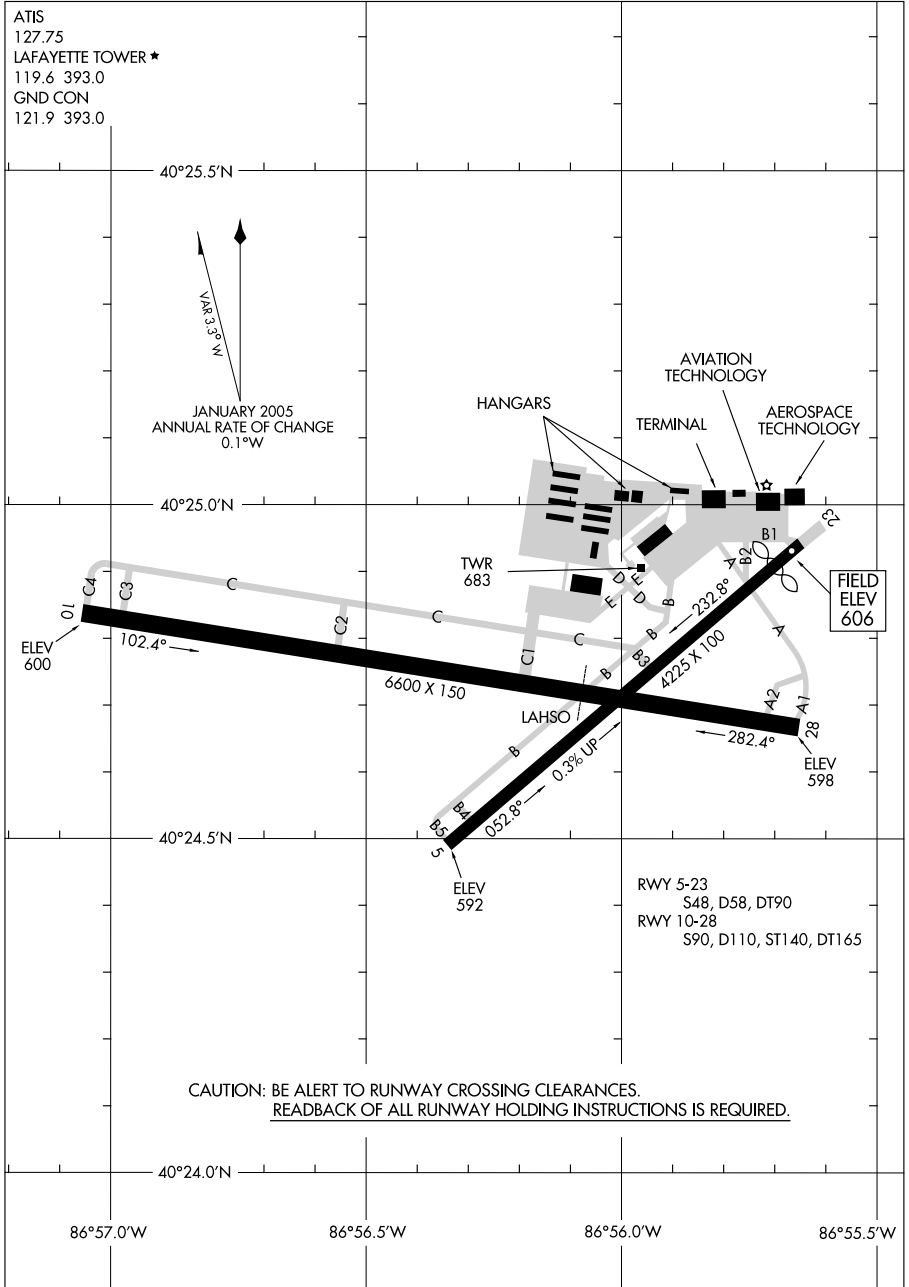 ATIS
127.75
LAFAYETTE TOWER ★
119.6 393.0
GND CON
121.9 393.0
40°25.5'N
VAR 3.3° W
JANUARY 2005
ANNUAL RATE OF CHANGE
0.1°W
AVIATION
TECHNOLOGY
HANGARS
TERMINAL
AEROSPACE
TECHNOLOGY
40°25.0'N
23
B1
B2
A
TWR
683
FIELD
ELEV
606
D
E
E
D
B
232.8°
C4
C3
C
C
C2
10
ELEV
600
102.4°
C
C1
B
B3
B
4225 X 100
A
A2
A1
28
6600 X 150
LAHSO
282.4°
ELEV
598
B
0.3% UP
052.8°
B4
B5
5
40°24.5'N
ELEV
592
RWY 5-23
S48, D58, DT90
RWY 10-28
S90, D110, ST140, DT165
CAUTION: BE ALERT TO RUNWAY CROSSING CLEARANCES.
READBACK OF ALL RUNWAY HOLDING INSTRUCTIONS IS REQUIRED.
40°24.0'N
86°57.0'W
86°56.5'W
86°56.0'W
86°55.5'W